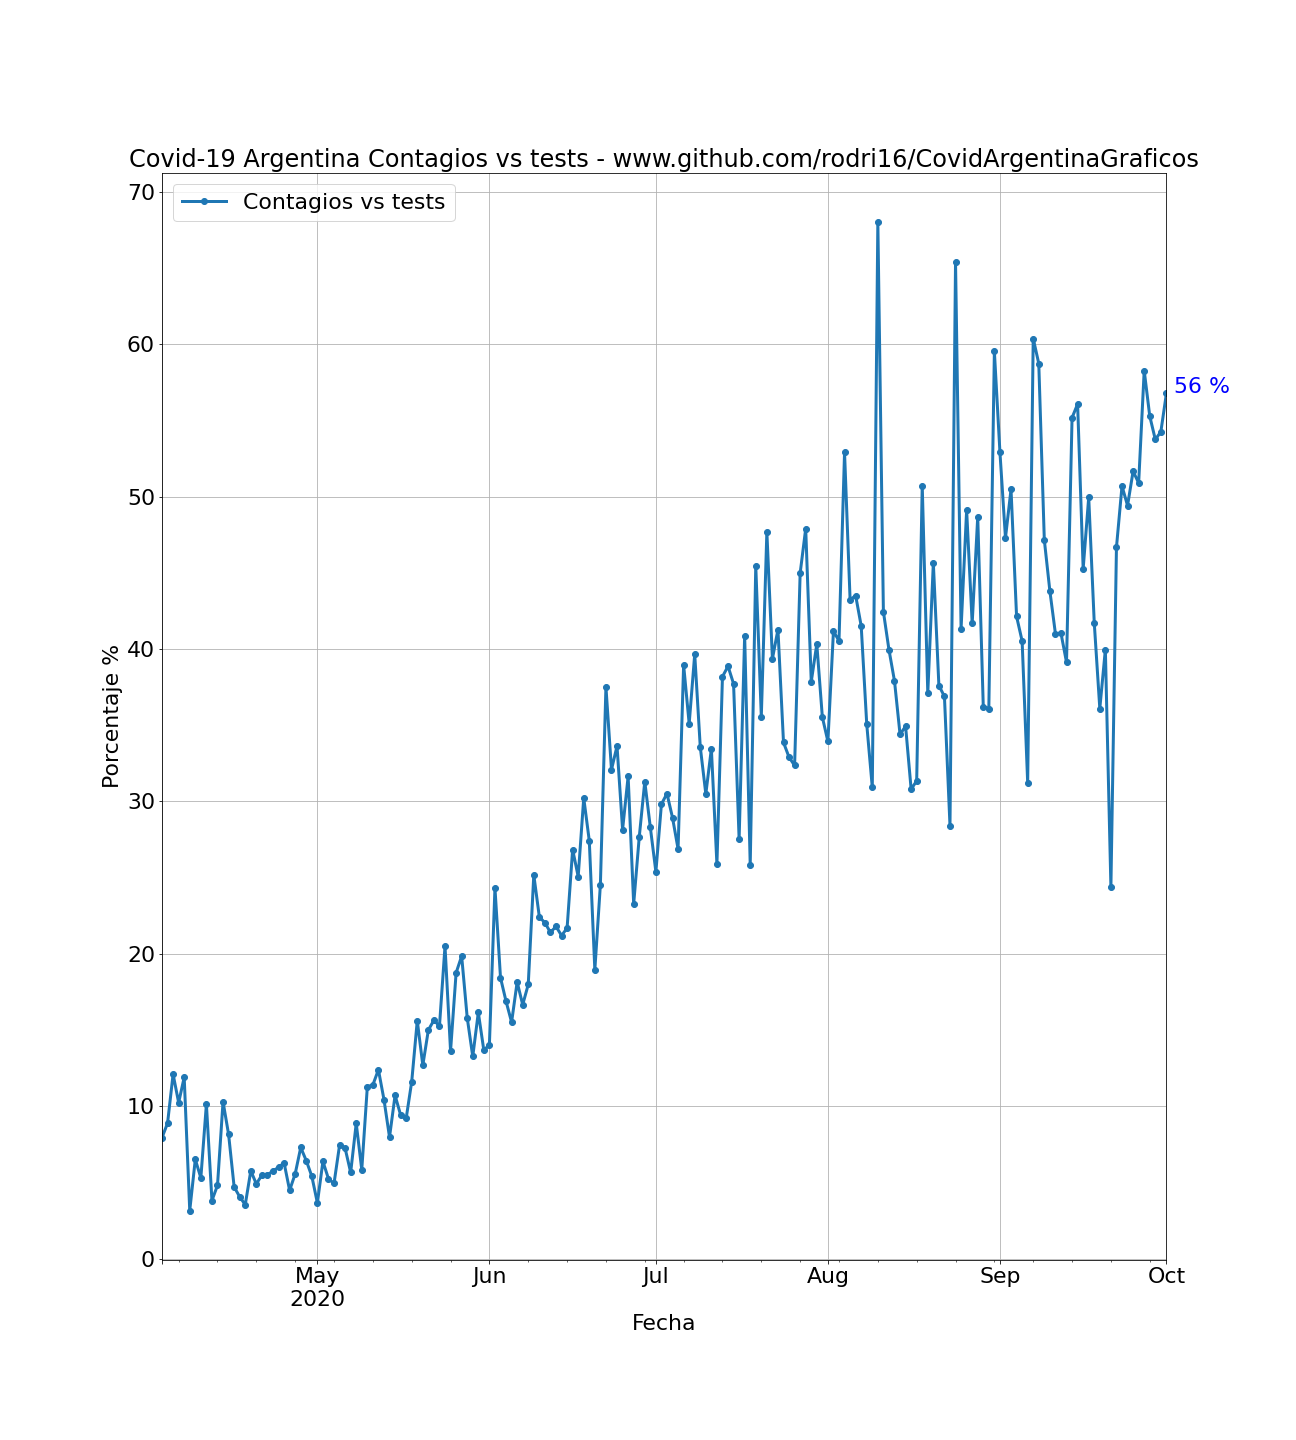 Covid-19 Argentina Contagios vs tests - www.github.com/rodri16/CovidArgentinaGraficos
Contagios vs tests
70
60
56 %
50
40
30
20
10
0
Porcentaje %
May
2020
Jun
Jul
Aug
Sep
Oct
Fecha